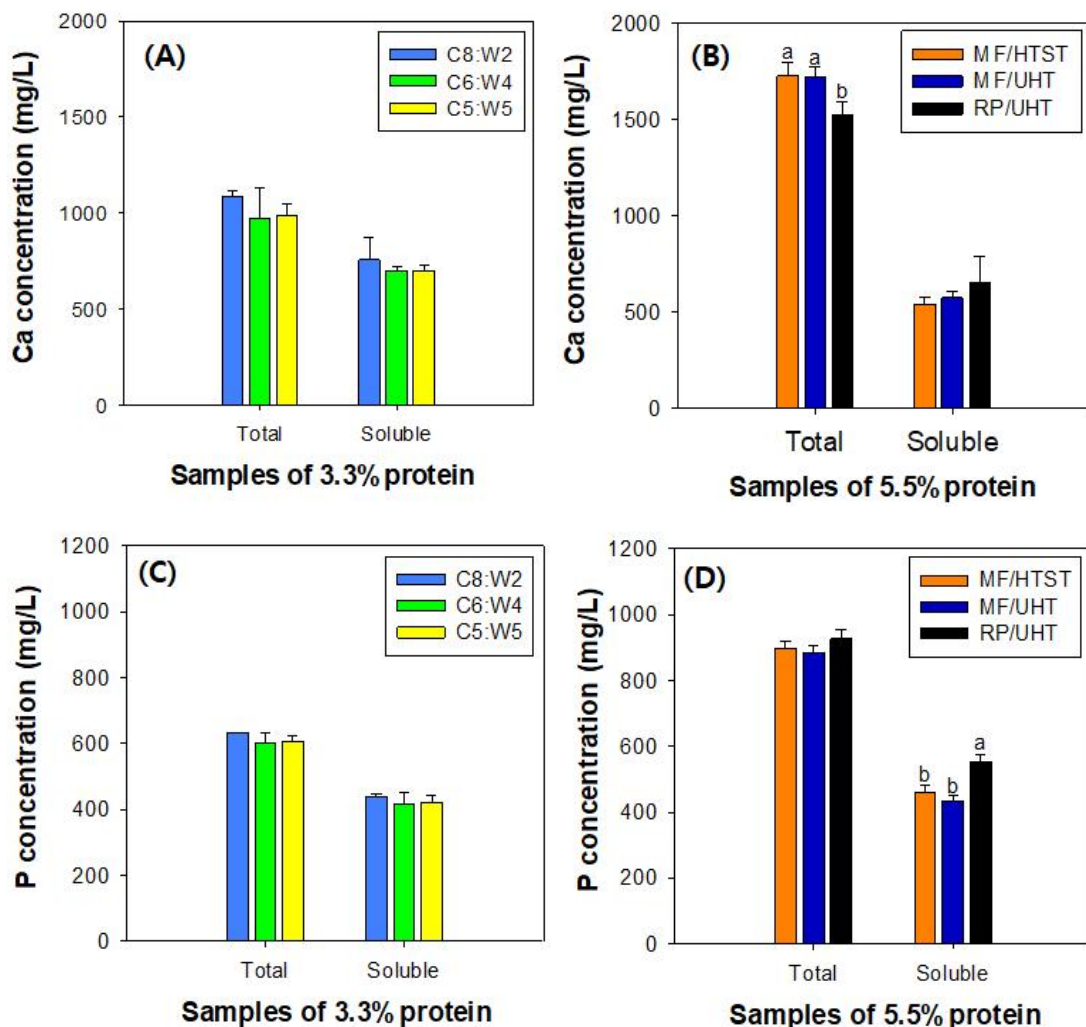 (A)
C8:W2
C6:W4
C5:W5
Ca concentration (mg/L)
2000
1500
1000
500
0
Total Soluble
Samples of 3.3% protein
(B)
MF/HTST
MF/UHT
RP/UHT
Ca concentration (mg/L)
2000
1500
1000
500
0
a a b
Total Soluble
Samples of 5.5% protein
(C)
C8:W2
C6:W4
C5:W5
P concentration (mg/L)
1200
1000
800
600
400
200
0
Total Soluble
Samples of 3.3% protein
(D)
MF/HTST
MF/UHT
RP/UHT
P concentration (mg/L)
1200
1000
800
600
400
200
0
b b a
Total Soluble
Samples of 5.5% protein